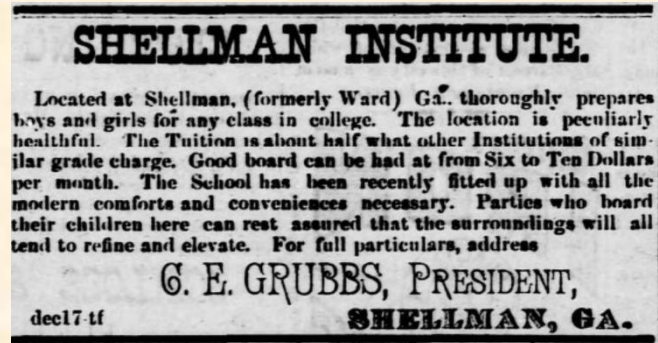 SHELLMAN INSTITUTE.
Located at Shellman, (formerly Ward) Ga., thoroughly prepares
boys and girls for any class in college. The location is peculiarly
healthful. The Tuition is about half what other Institutions of sim-
ilar grade charge. Good board can be had at from Six to Ten Dollars
per month. The School has been recently fitted up with all the
modern comforts and conveniences necessary. Parties who board
their children here can rest assured that the surroundings will all
tend to refine and elevate. For full particulars, address
C. E. GRUBBS, PRESIDENT,
dec17-tf SHELLMAN, GA.